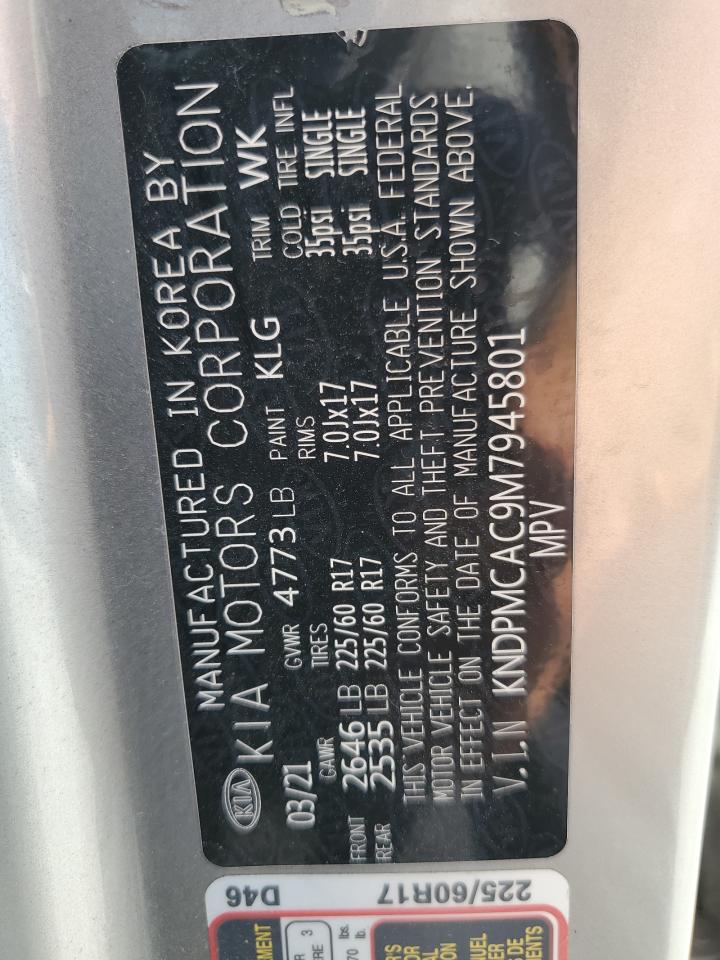 MANUFACTURED IN KOREA BY
KIA KIA MOTORS CORPORATION
03/21 GVWR 4773 LB PAINT KLG TRIM WK
GAWR TIRES RIMS COLD TIRE INFL
FRONT 2646 LB 225/60 R17 7.0Jx17 35psi SINGLE
REAR 2535 LB 225/60 R17 7.0Jx17 35psi SINGLE
THIS VEHICLE CONFORMS TO ALL APPLICABLE U.S.A. FEDERAL
MOTOR VEHICLE SAFETY AND THEFT PREVENTION STANDARDS
IN EFFECT ON THE DATE OF MANUFACTURE SHOWN ABOVE.
V.I.N KNDPMCAC9M7945801
MPV
225/60R17 D46